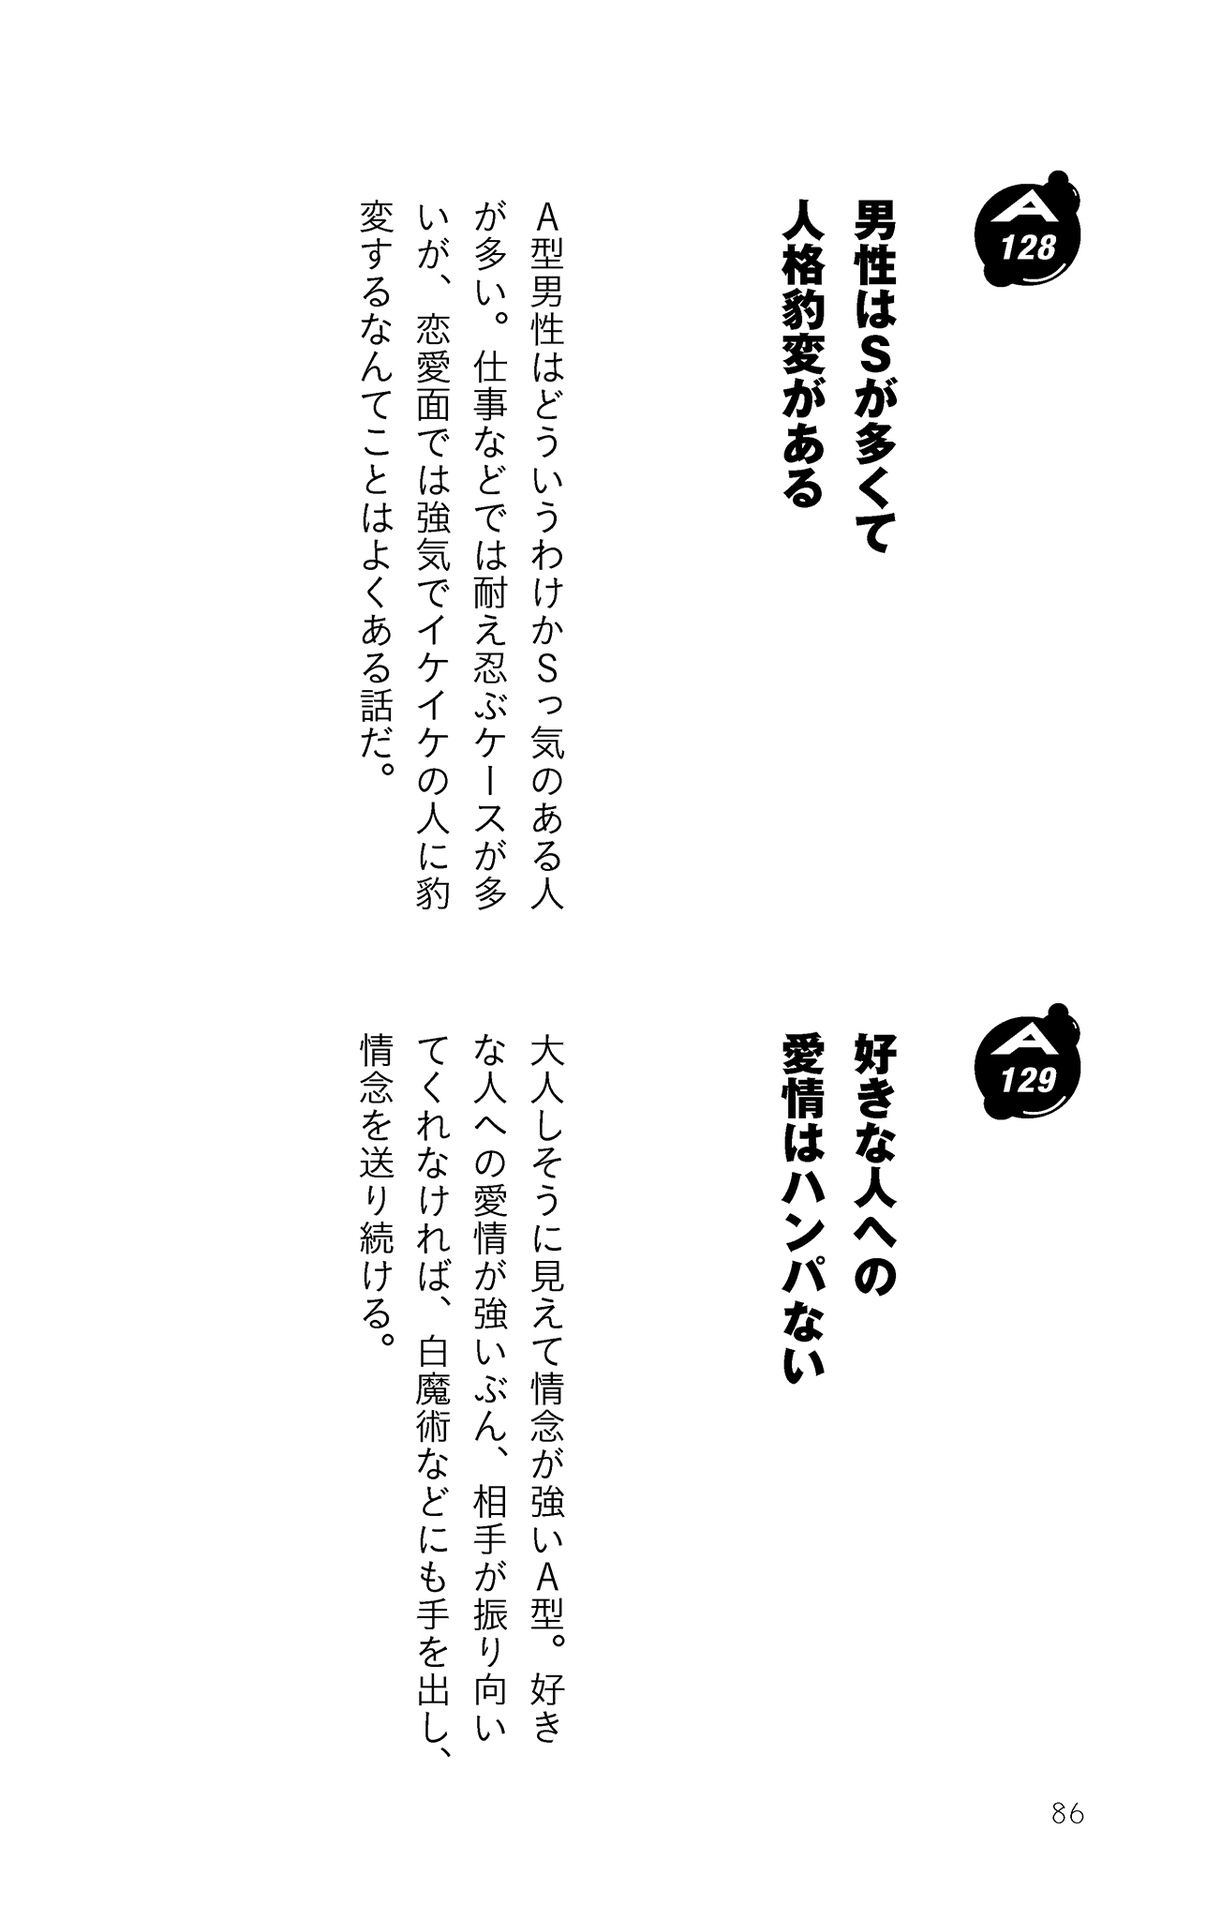 A
128
男性はSが多くて
人格豹変がある
A型男性はどういうわけかSっ気のある人
が多い。仕事などでは耐え忍ぶケースが多
いが、恋愛面では強気でイケイケの人に豹
変するなんてことはよくある話だ。
A
129
好きな人への
愛情はハンパない
大人しそうに見えて情念が強いA型。好き
な人への愛情が強いぶん、相手が振り向い
てくれなければ、白魔術などにも手を出し、
情念を送り続ける。
86